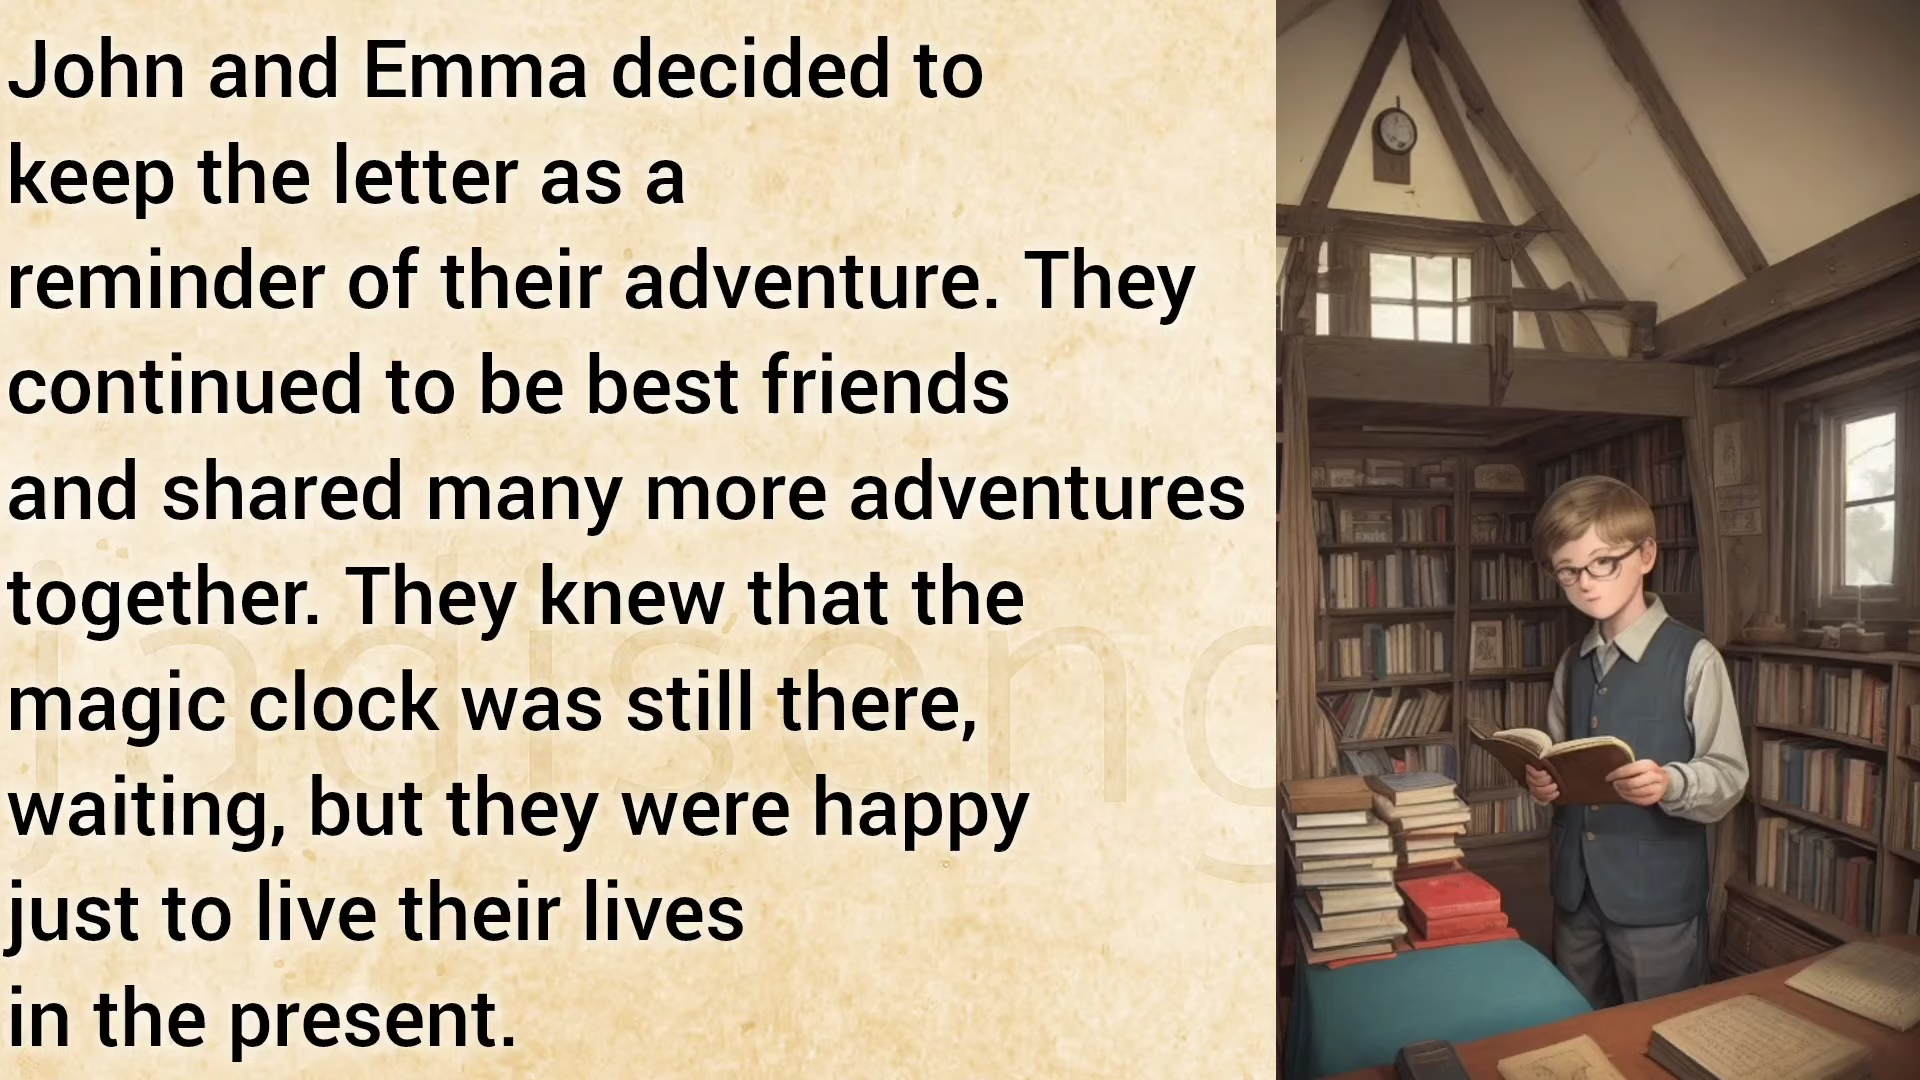 John and Emma decided to
keep the letter as a
reminder of their adventure. They
continued to be best friends
and shared many more adventures
together. They knew that the
magic clock was still there,
waiting, but they were happy
just to live their lives
in the present.
jadiseng